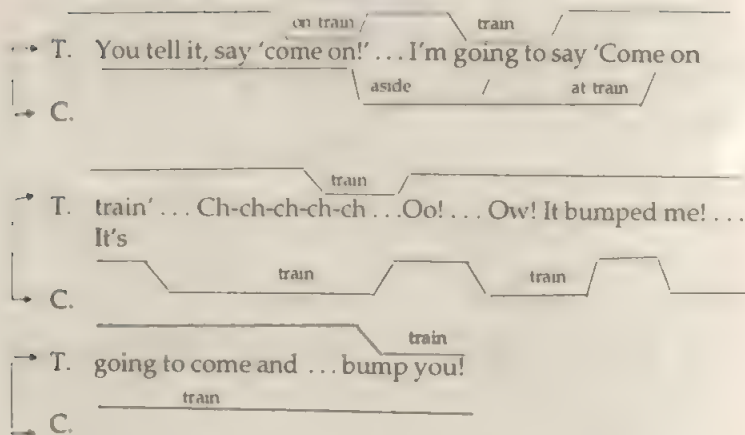 on train train
T. You tell it, say 'come on!' ... I'm going to say 'Come on
aside at train
C.
train
T. train' ... Ch-ch-ch-ch-ch ...Oo! ... Ow! It bumped me! ...
It's
train train
C.
train
T. going to come and ... bump you!
train
C.